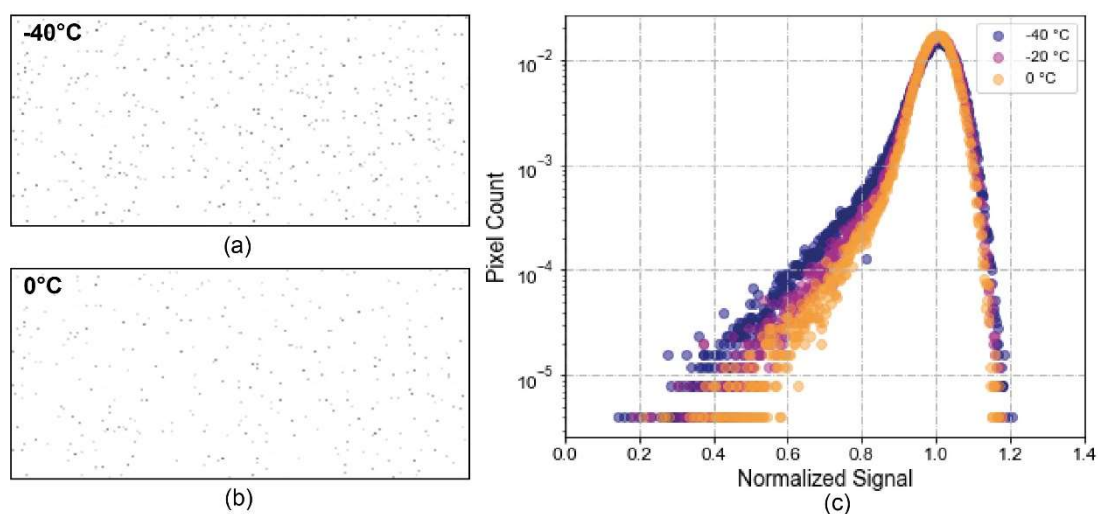 -40°C
(a)
0°C
(b)
Pixel Count
10⁻²
10⁻³
10⁻⁴
10⁻⁵
-40 °C
-20 °C
0 °C
0.0 0.2 0.4 0.6 0.8 1.0 1.2 1.4
Normalized Signal
(c)